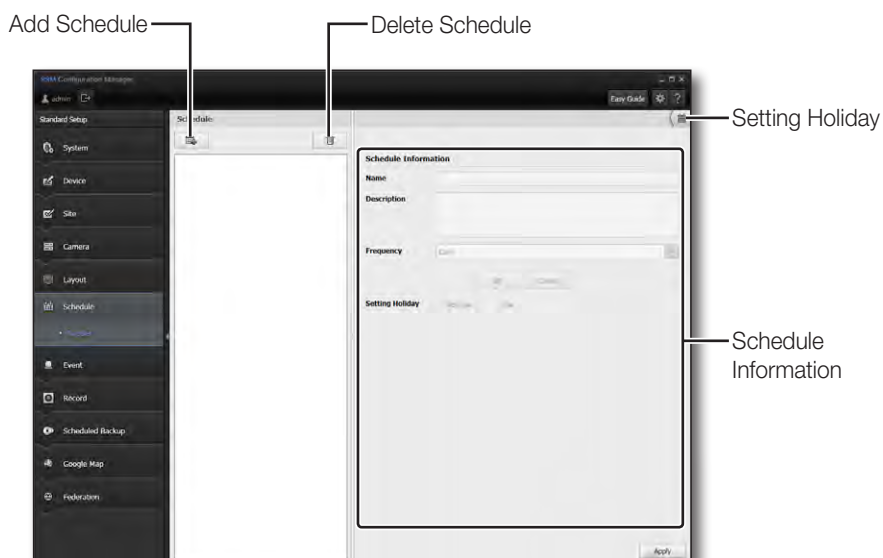 Add Schedule
Delete Schedule
Configuration Manager
admin
Easy Guide
?
Standard Setup
Schedule
Setting Holiday
System
Device
Site
Camera
Layout
Schedule
Event
Record
Scheduled Backup
Google Map
Federation
Schedule Information
Name
Description
Frequency
Setting Holiday
Schedule
Information
Apply